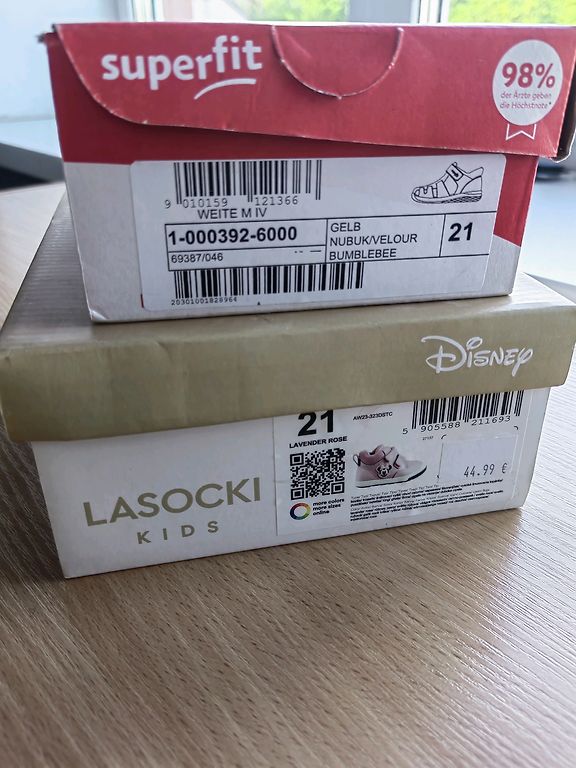 superfit
98%
der Ärzte geben
die Höchstnote*
9 010159 121366
WEITE M IV
1-000392-6000
69387/046
GELB
NUBUK/VELOUR
BUMBLEBEE
21
20301001828964
Disney
21
LAVENDER ROSE
AW23-323DSTC
5 905588 211693
44.99 €
more colors
more sizes
online
LASOCKI
KIDS